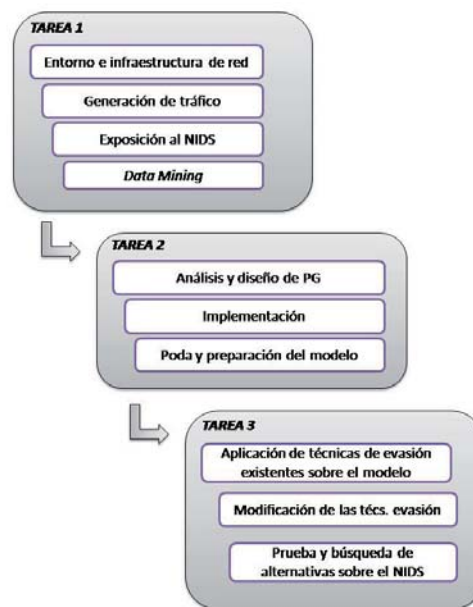 TAREA 1
Entorno e infraestructura de red
Generación de tráfico
Exposición al NIDS
Data Mining
TAREA 2
Análisis y diseño de PG
Implementación
Poda y preparación del modelo
TAREA 3
Aplicación de técnicas de evasión
existentes sobre el modelo
Modificación de las técs. evasión
Prueba y búsqueda de
alternativas sobre el NIDS